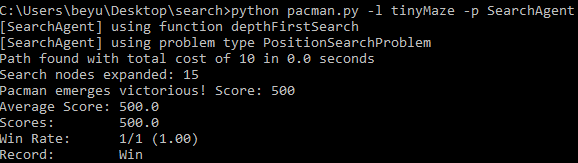 C:\Users\beyu\Desktop\search>python pacman.py -l tinyMaze -p SearchAgent
[SearchAgent] using function depthFirstSearch
[SearchAgent] using problem type PositionSearchProblem
Path found with total cost of 10 in 0.0 seconds
Search nodes expanded: 15
Pacman emerges victorious! Score: 500
Average Score: 500.0
Scores:        500.0
Win Rate:      1/1 (1.00)
Record:        Win